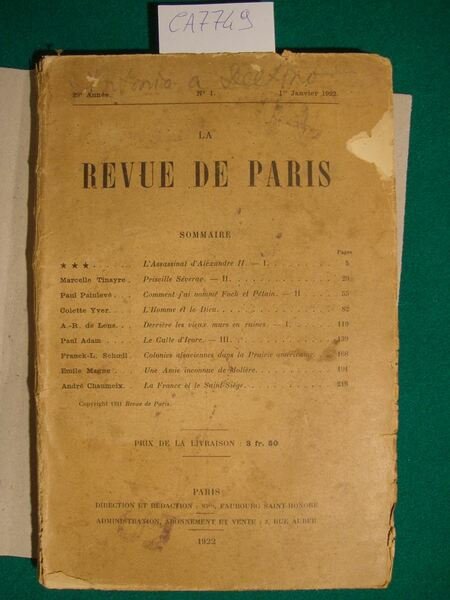 CA7749
29e Année. N° 1. 1er Janvier 1922.
LA
REVUE DE PARIS
SOMMAIRE
Pages
★★★ . . . . . . L'Assassinat d'Alexandre II. — I. . . . . . . 5
Marcelle Tinayre. Priscille Séverac. — II. . . . . . . 29
Paul Painlevé. . Comment j'ai nommé Foch et Pétain. — II . . . 55
Colette Yver. . . . L'Homme et le Dieu. . . . . . . 82
A.-R. de Lens. . . Derrière les vieux murs en ruines. — I. . . . . 110
Paul Adam . . . . Le Culte d'Icare. — III. . . . . . . 139
Franck-L. Schœll. Colonies alsaciennes dans la Prairie américaine. 168
Emile Magne. . . Une Amie inconnue de Molière. . . . . . . 194
André Chaumeix. La France et le Saint-Siège. . . . . . . 218
Copyright 1921 Revue de Paris.
PRIX DE LA LIVRAISON : 3 fr. 50
PARIS
DIRECTION ET RÉDACTION : FAUBOURG SAINT-HONORÉ
ADMINISTRATION, ABONNEMENT ET VENTE : 3, RUE AUBER
1922